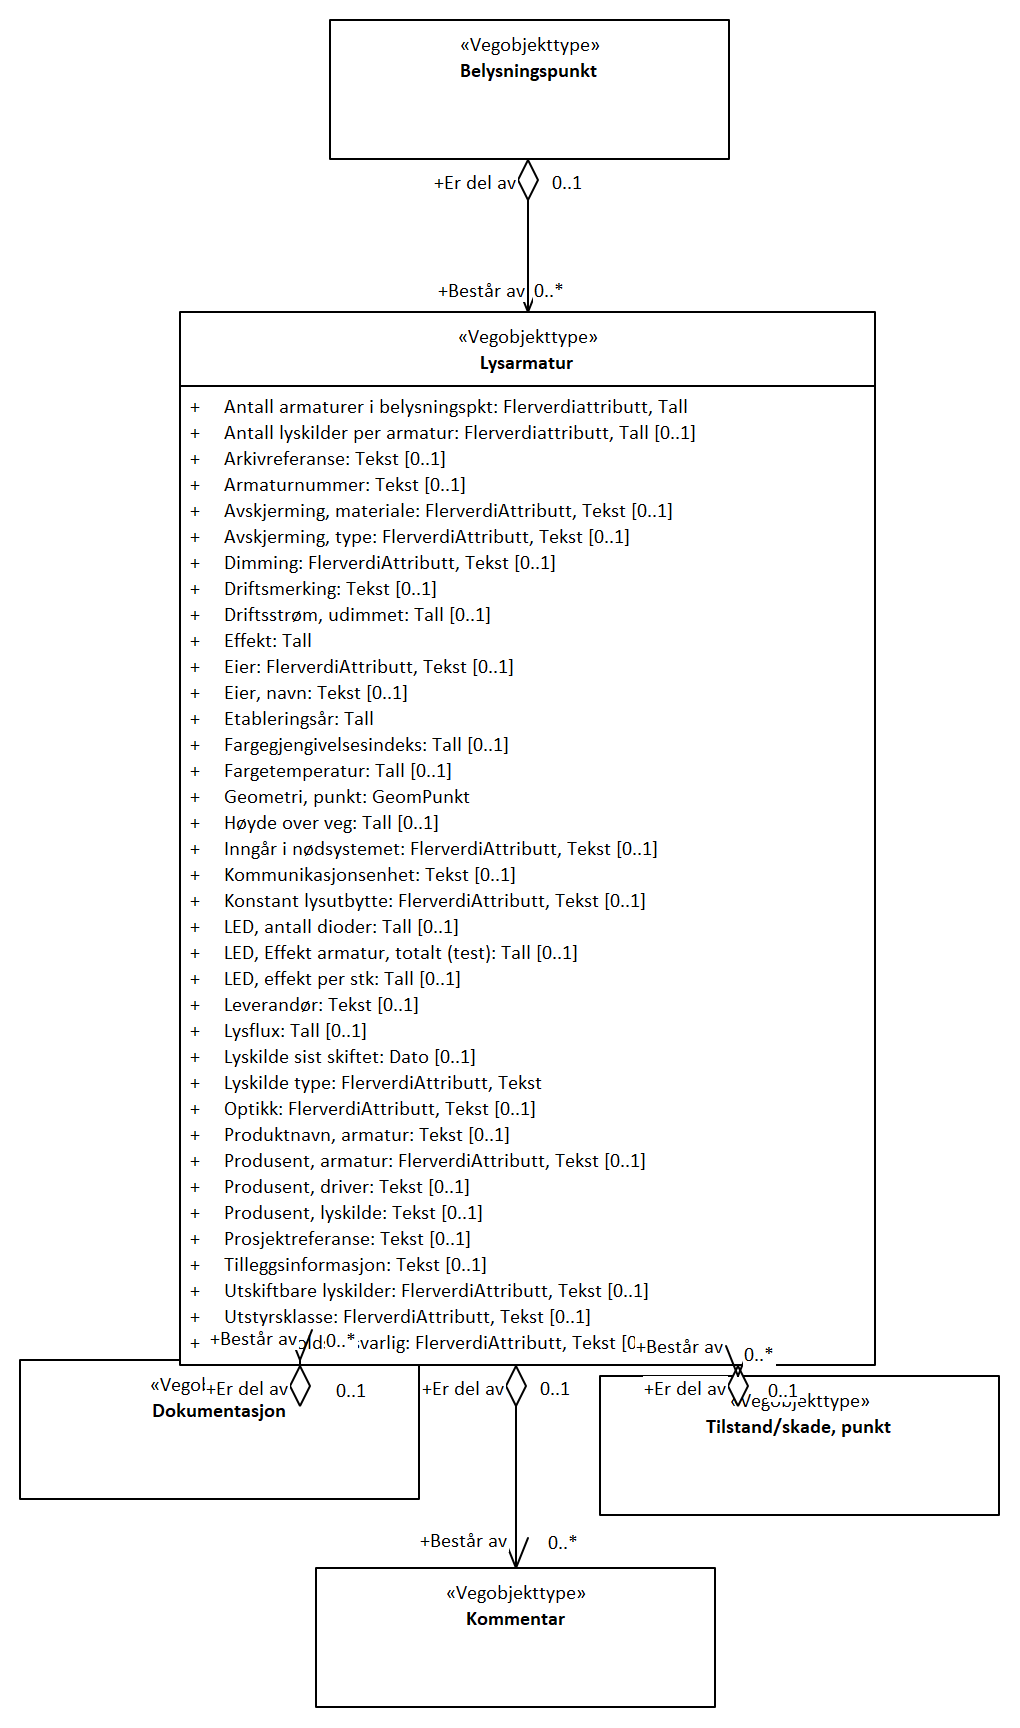 «Vegobjekttype»
Belysningspunkt
+Er del av 0..1
+Består av 0..*
«Vegobjekttype»
Lysarmatur
+ Antall armaturer i belysningspkt: Flerverdiattributt, Tall
+ Antall lyskilder per armatur: Flerverdiattributt, Tall [0..1]
+ Arkivreferanse: Tekst [0..1]
+ Armaturnummer: Tekst [0..1]
+ Avskjerming, materiale: FlerverdiAttributt, Tekst [0..1]
+ Avskjerming, type: FlerverdiAttributt, Tekst [0..1]
+ Dimming: FlerverdiAttributt, Tekst [0..1]
+ Driftsmerking: Tekst [0..1]
+ Driftsstrøm, udimmet: Tall [0..1]
+ Effekt: Tall
+ Eier: FlerverdiAttributt, Tekst [0..1]
+ Eier, navn: Tekst [0..1]
+ Etableringsår: Tall
+ Fargegjengivelsesindeks: Tall [0..1]
+ Fargetemperatur: Tall [0..1]
+ Geometri, punkt: GeomPunkt
+ Høyde over veg: Tall [0..1]
+ Inngår i nødsystemet: FlerverdiAttributt, Tekst [0..1]
+ Kommunikasjonsenhet: Tekst [0..1]
+ Konstant lysutbytte: FlerverdiAttributt, Tekst [0..1]
+ LED, antall dioder: Tall [0..1]
+ LED, Effekt armatur, totalt (test): Tall [0..1]
+ LED, effekt per stk: Tall [0..1]
+ Leverandør: Tekst [0..1]
+ Lysflux: Tall [0..1]
+ Lyskilde sist skiftet: Dato [0..1]
+ Lyskilde type: FlerverdiAttributt, Tekst
+ Optikk: FlerverdiAttributt, Tekst [0..1]
+ Produktnavn, armatur: Tekst [0..1]
+ Produsent, armatur: FlerverdiAttributt, Tekst [0..1]
+ Produsent, driver: Tekst [0..1]
+ Produsent, lyskilde: Tekst [0..1]
+ Prosjektreferanse: Tekst [0..1]
+ Tilleggsinformasjon: Tekst [0..1]
+ Utskiftbare lyskilder: FlerverdiAttributt, Tekst [0..1]
+ Utstyrsklasse: FlerverdiAttributt, Tekst [0..1]
+ FlerverdiAttributt, Tekst
+Består av 0..*
+Består av 0..*
+Er del av 0..1
+Er del av 0..1
+Er del av 0..1
Dokumentasjon
Tilstand/skade, punkt
+Består av 0..*
«Vegobjekttype»
Kommentar